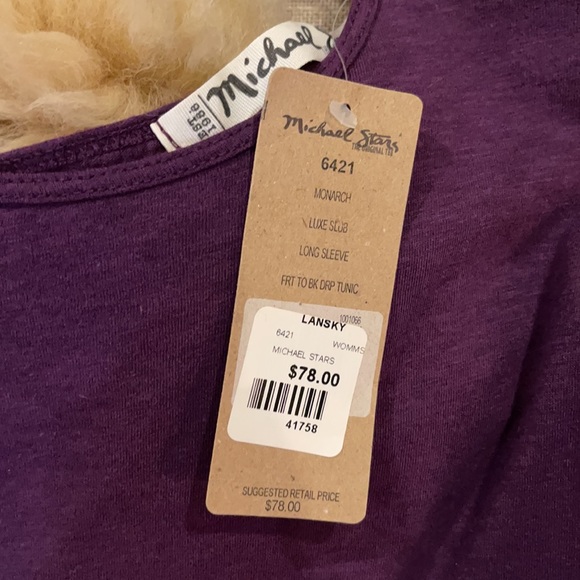 Michael
EST
1986
Michael Stars
THE ORIGINAL TEE
6421
MONARCH
LUXE SLUB
LONG SLEEVE
FRT TO BK DRP TUNIC
1001066
LANSKY
6421 WOMMS
MICHAEL STARS
$78.00
41758
SUGGESTED RETAIL PRICE
$78.00